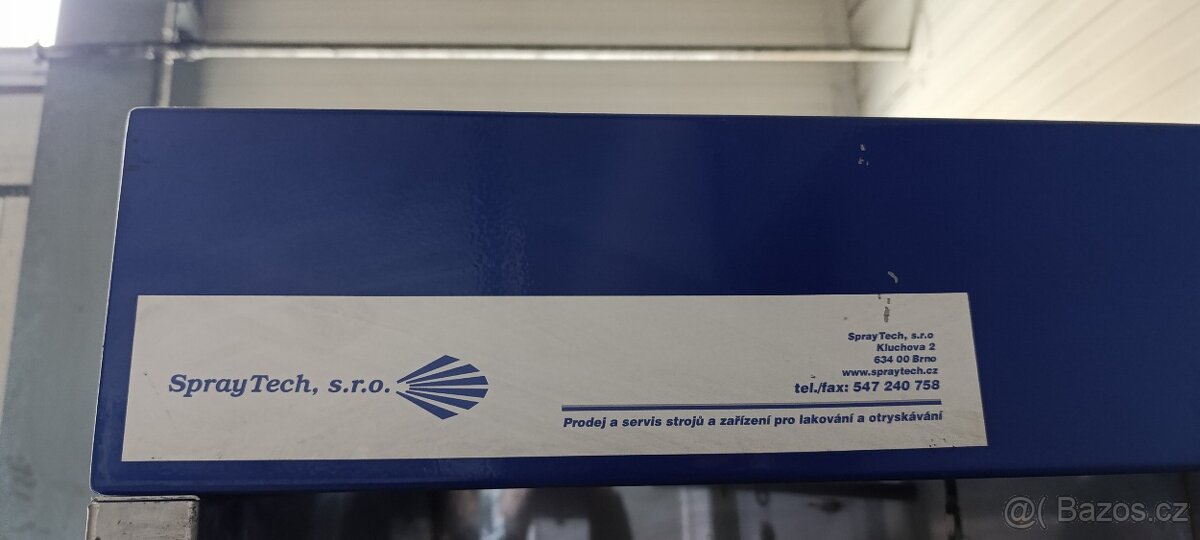 SprayTech, s.r.o.
SprayTech, s.r.o
Kluchova 2
634 00 Brno
www.spraytech.cz
tel./fax: 547 240 758
Prodej a servis strojů a zařízení pro lakování a otryskávání
@( Bazos.cz